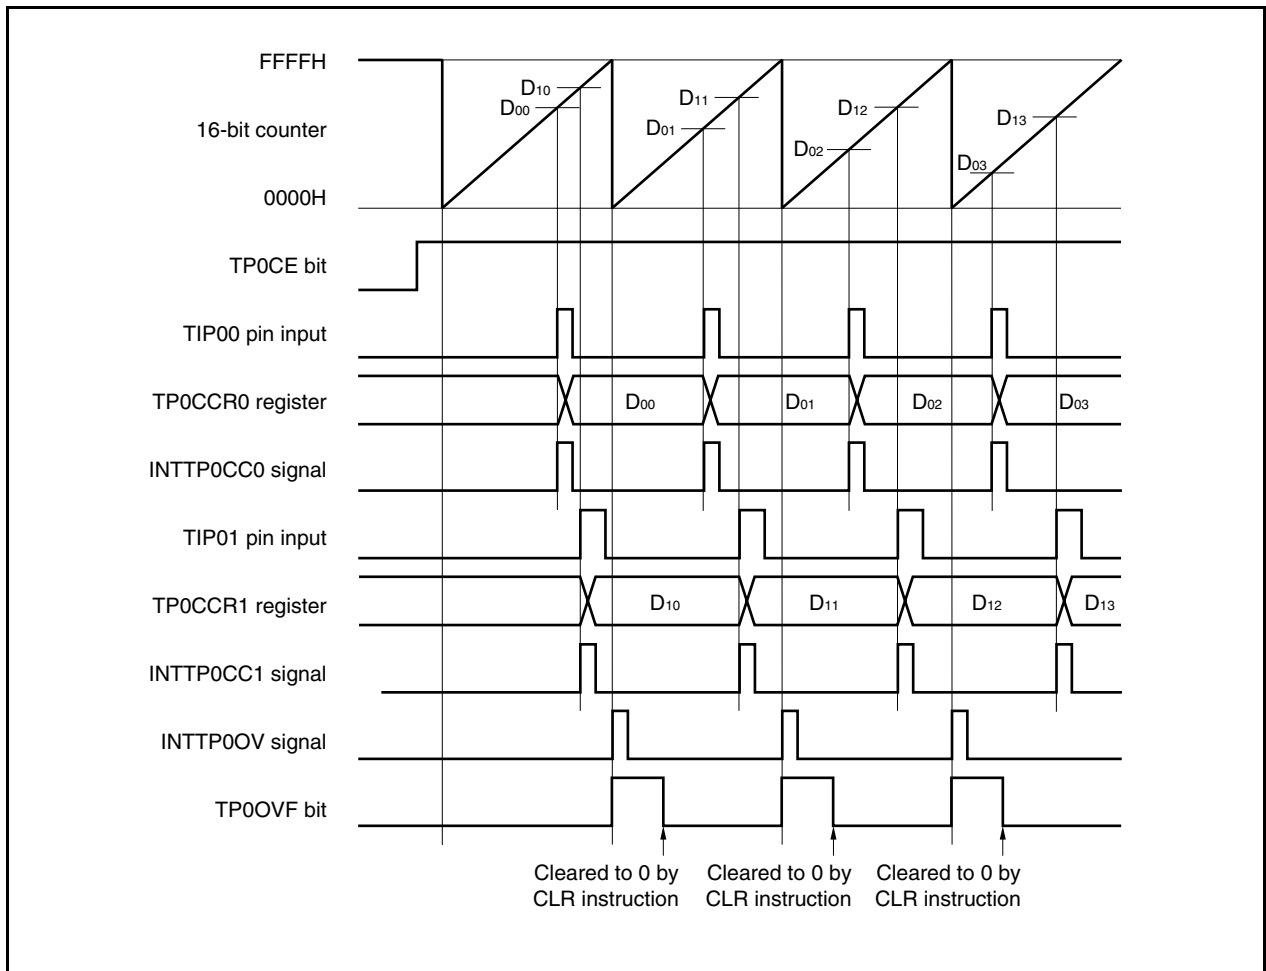 FFFFH
D10
D00
D11
D01
D12
D02
D13
D03
16-bit counter
0000H
TP0CE bit
TIP00 pin input
TP0CCR0 register
D00
D01
D02
D03
INTTP0CC0 signal
TIP01 pin input
TP0CCR1 register
D10
D11
D12
D13
INTTP0CC1 signal
INTTP0OV signal
TP0OVF bit
Cleared to 0 by
CLR instruction
Cleared to 0 by
CLR instruction
Cleared to 0 by
CLR instruction